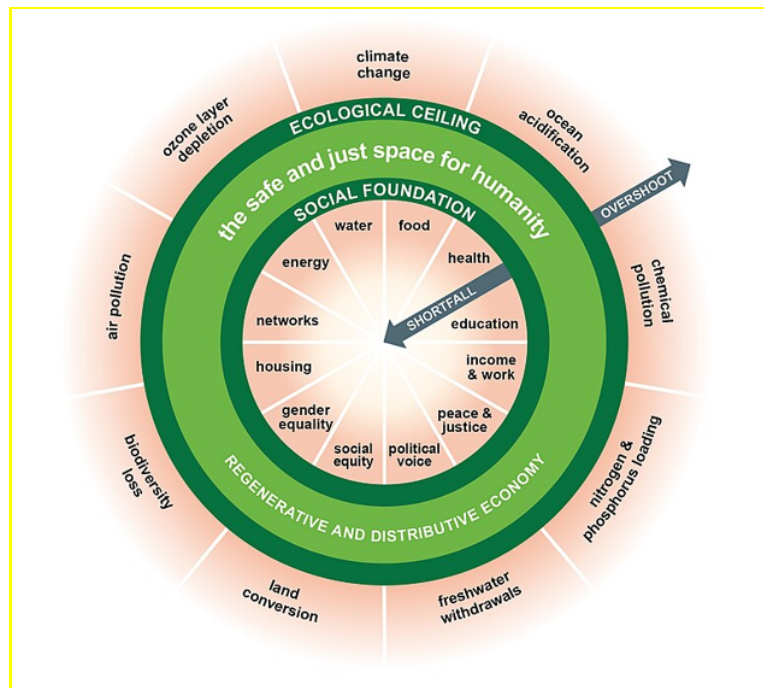 climate
change
ocean
acidification
OVERSHOOT
chemical
pollution
nitrogen &
phosphorus loading
freshwater
withdrawals
land
conversion
biodiversity
loss
air pollution
ozone layer
depletion
ECOLOGICAL CEILING
the safe and just space for humanity
SOCIAL FOUNDATION
water
food
health
SHORTFALL
education
income
& work
peace &
justice
political
voice
social
equity
gender
equality
housing
networks
energy
REGENERATIVE AND DISTRIBUTIVE ECONOMY